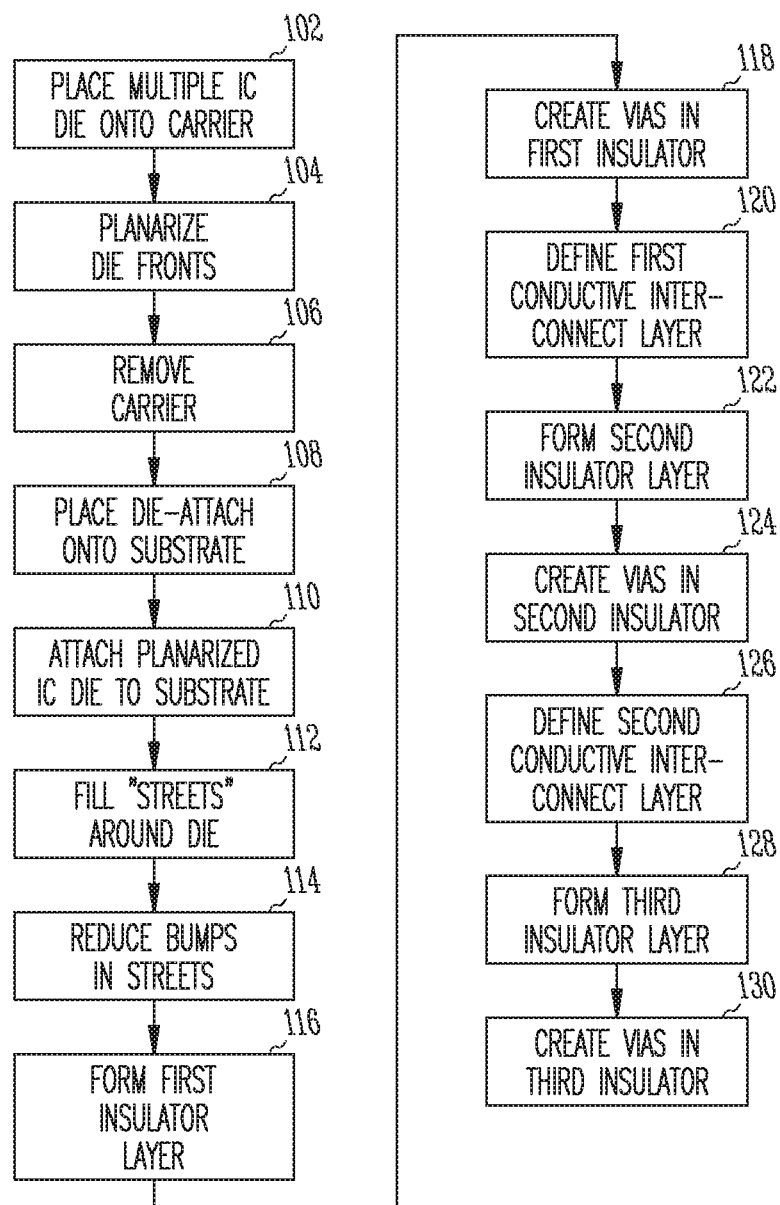 102
PLACE MULTIPLE IC
DIE ONTO CARRIER
104
PLANARIZE
DIE FRONTS
106
REMOVE
CARRIER
108
PLACE DIE-ATTACH
ONTO SUBSTRATE
110
ATTACH PLANARIZED
IC DIE TO SUBSTRATE
112
FILL "STREETS"
AROUND DIE
114
REDUCE BUMPS
IN STREETS
116
FORM FIRST
INSULATOR
LAYER
118
CREATE VIAS IN
FIRST INSULATOR
120
DEFINE FIRST
CONDUCTIVE INTER-
CONNECT LAYER
122
FORM SECOND
INSULATOR LAYER
124
CREATE VIAS IN
SECOND INSULATOR
126
DEFINE SECOND
CONDUCTIVE INTER-
CONNECT LAYER
128
FORM THIRD
INSULATOR LAYER
130
CREATE VIAS IN
THIRD INSULATOR